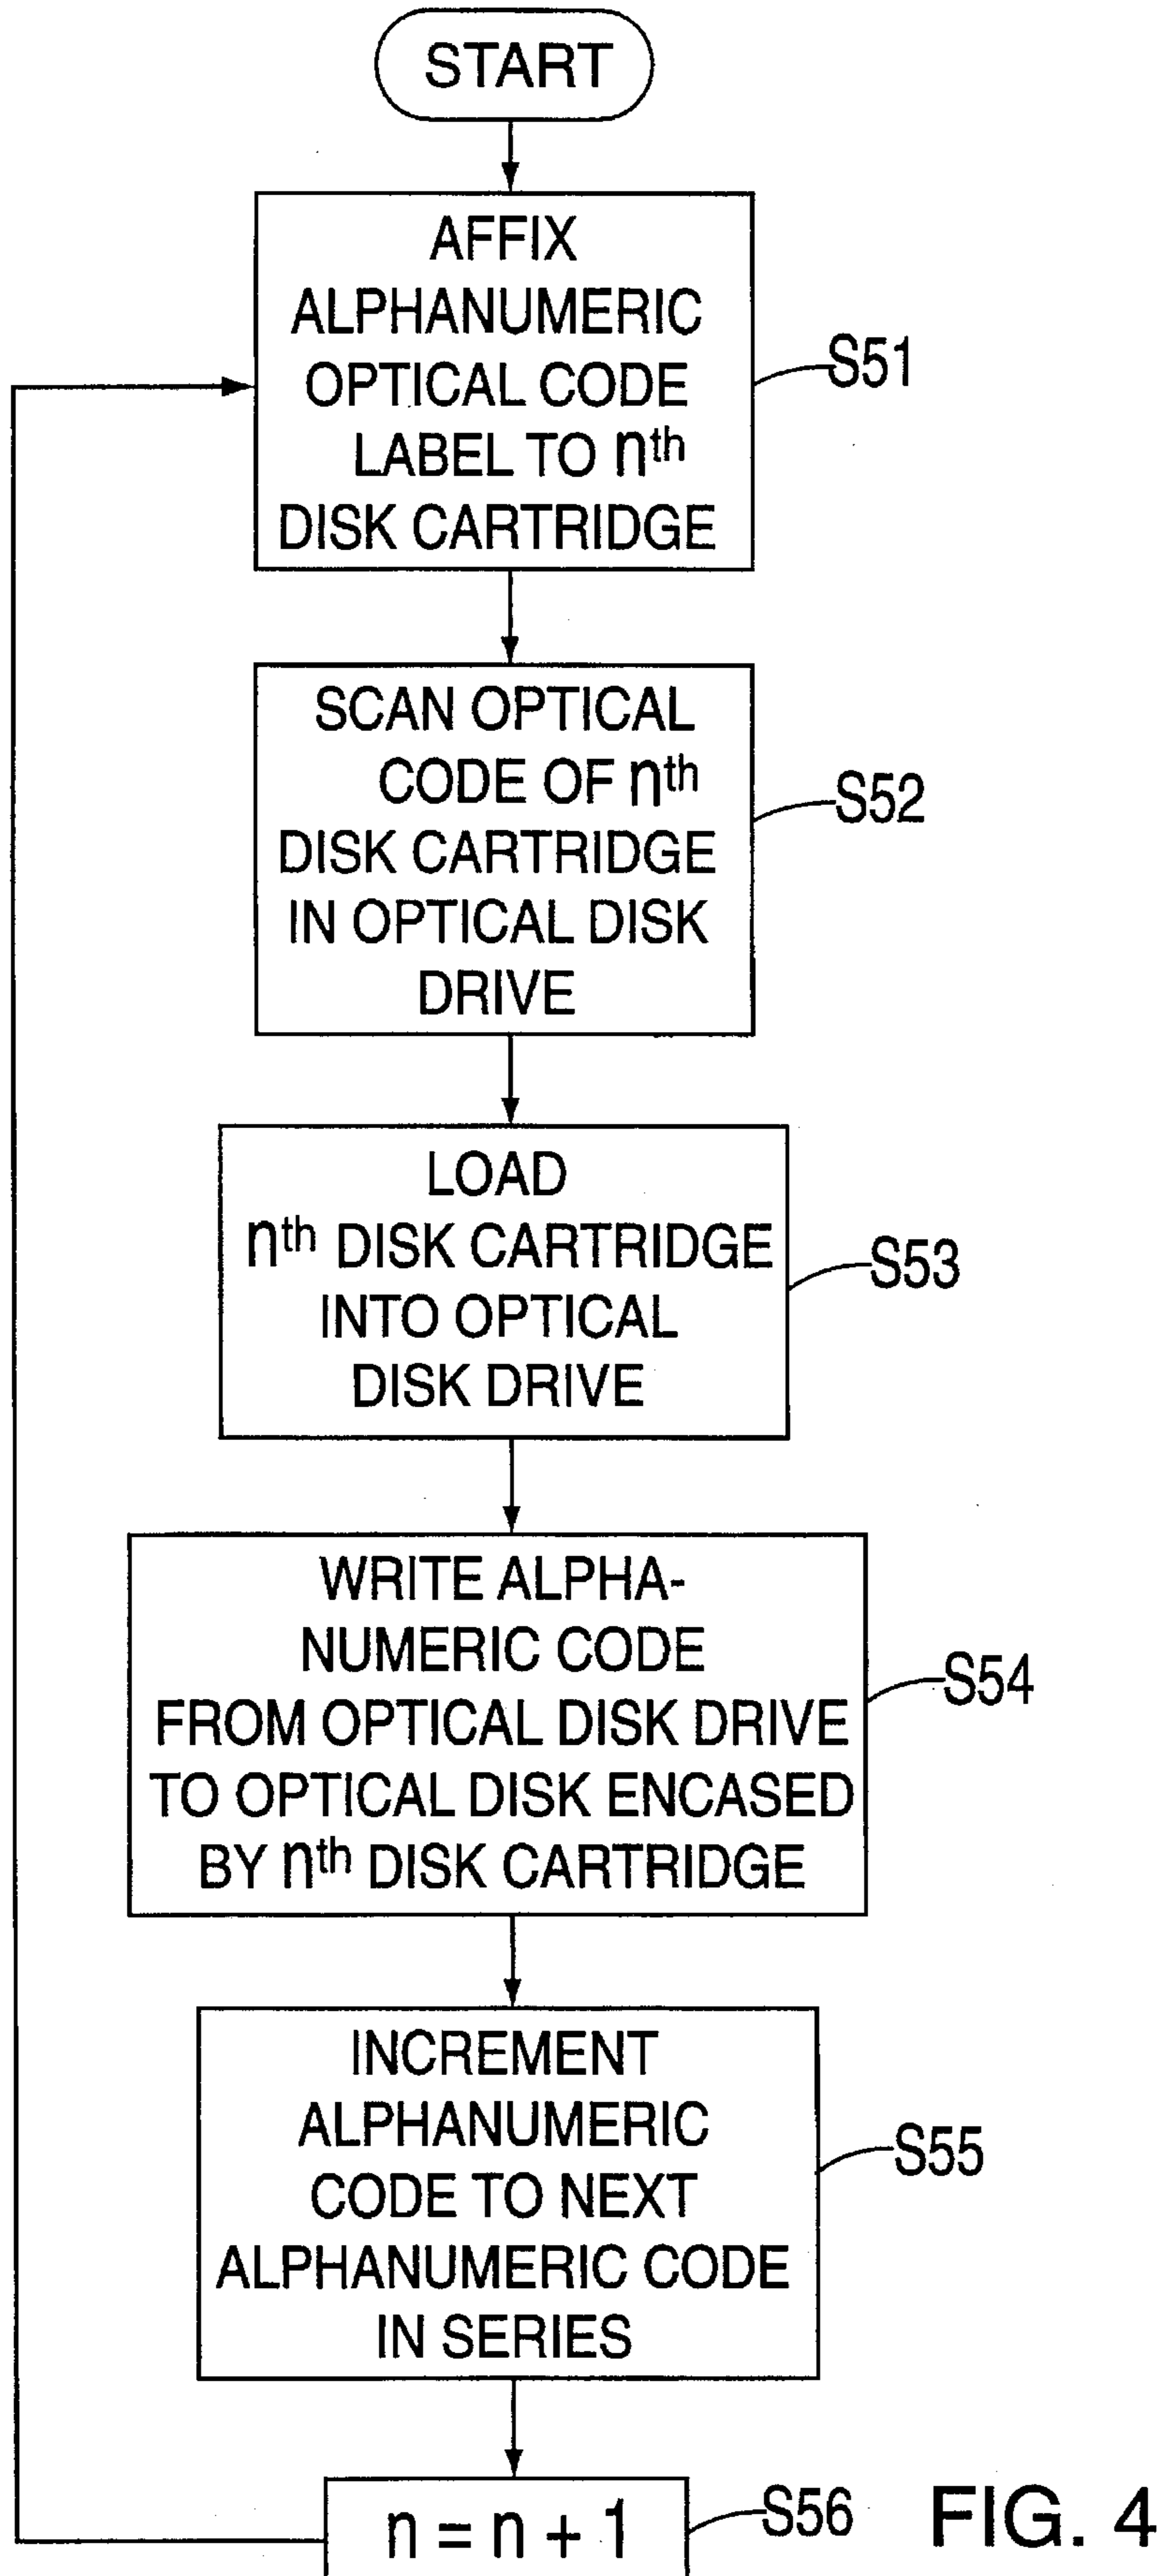 START
AFFIX
ALPHANUMERIC
OPTICAL CODE
LABEL TO nth
DISK CARTRIDGE
S51
SCAN OPTICAL
CODE OF nth
DISK CARTRIDGE
IN OPTICAL DISK
DRIVE
S52
LOAD
nth DISK CARTRIDGE
INTO OPTICAL
DISK DRIVE
S53
WRITE ALPHA-
NUMERIC CODE
FROM OPTICAL DISK DRIVE
TO OPTICAL DISK ENCASED
BY nth DISK CARTRIDGE
S54
INCREMENT
ALPHANUMERIC
CODE TO NEXT
ALPHANUMERIC CODE
IN SERIES
S55
n = n + 1
S56
FIG. 4